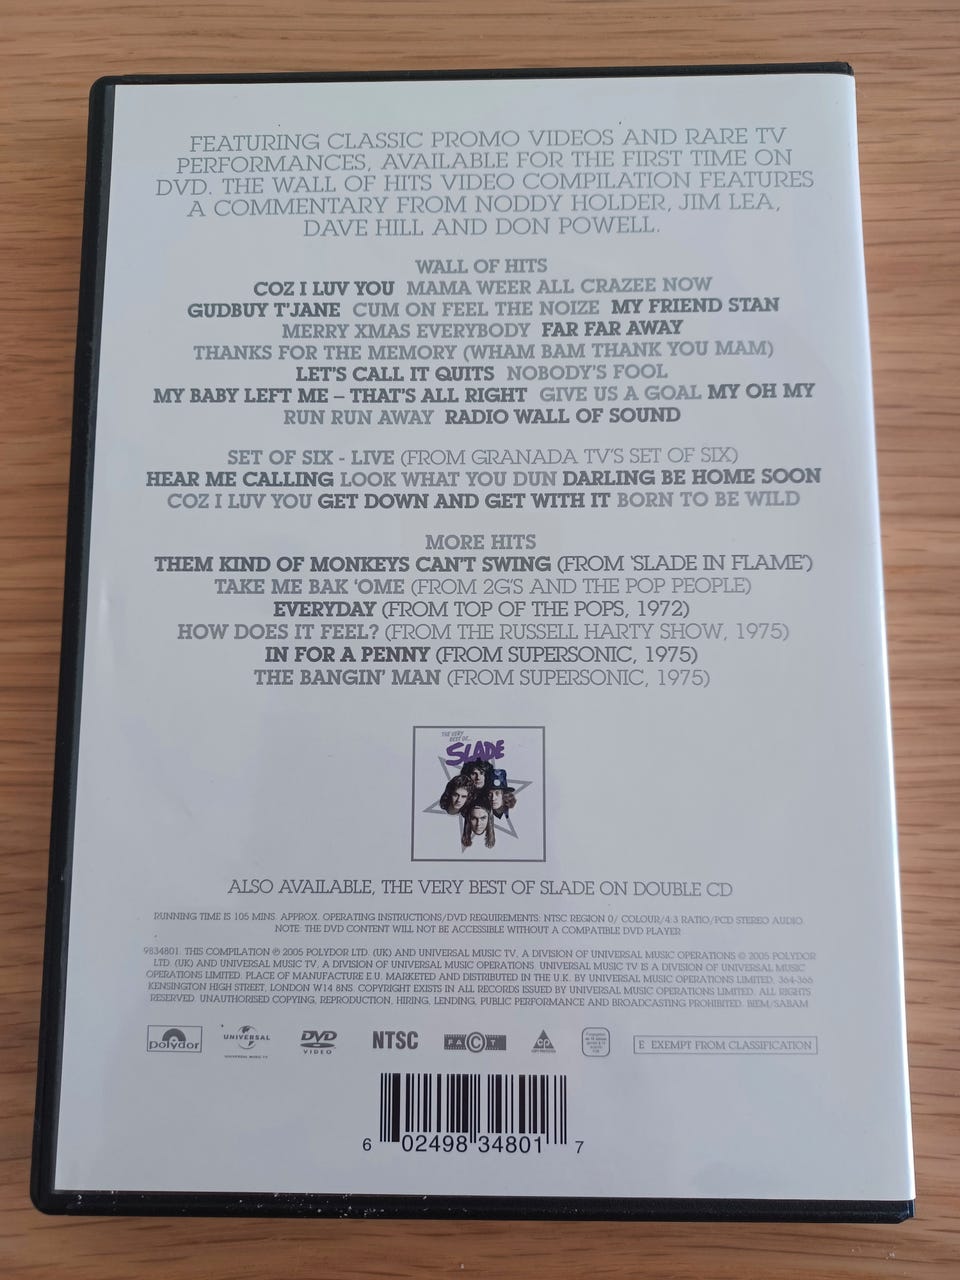 FEATURING CLASSIC PROMO VIDEOS AND RARE TV
PERFORMANCES, AVAILABLE FOR THE FIRST TIME ON
DVD. THE WALL OF HITS VIDEO COMPILATION FEATURES
A COMMENTARY FROM NODDY HOLDER, JIM LEA,
DAVE HILL AND DON POWELL.
WALL OF HITS
COZ I LUV YOU MAMA WEER ALL CRAZEE NOW
GUDBUY T'JANE CUM ON FEEL THE NOIZE MY FRIEND STAN
MERRY XMAS EVERYBODY FAR FAR AWAY
THANKS FOR THE MEMORY (WHAM BAM THANK YOU MAM)
LET'S CALL IT QUITS NOBODY'S FOOL
MY BABY LEFT ME – THAT'S ALL RIGHT GIVE US A GOAL MY OH MY
RUN RUN AWAY RADIO WALL OF SOUND
SET OF SIX - LIVE (FROM GRANADA TV'S SET OF SIX)
HEAR ME CALLING LOOK WHAT YOU DUN DARLING BE HOME SOON
COZ I LUV YOU GET DOWN AND GET WITH IT BORN TO BE WILD
MORE HITS
THEM KIND OF MONKEYS CAN'T SWING (FROM 'SLADE IN FLAME')
TAKE ME BAK 'OME (FROM 2G'S AND THE POP PEOPLE)
EVERYDAY (FROM TOP OF THE POPS, 1972)
HOW DOES IT FEEL? (FROM THE RUSSELL HARTY SHOW, 1975)
IN FOR A PENNY (FROM SUPERSONIC, 1975)
THE BANGIN' MAN (FROM SUPERSONIC, 1975)
THE VERY
BEST OF...
SLADE
ALSO AVAILABLE, THE VERY BEST OF SLADE ON DOUBLE CD
RUNNING TIME IS 105 MINS. APPROX. OPERATING INSTRUCTIONS/DVD REQUIREMENTS: NTSC REGION 0/ COLOUR/4:3 RATIO/PCD STEREO AUDIO.
NOTE: THE DVD CONTENT WILL NOT BE ACCESSIBLE WITHOUT A COMPATIBLE DVD PLAYER
9834801. THIS COMPILATION ℗ 2005 POLYDOR LTD. (UK) AND UNIVERSAL MUSIC TV. A DIVISION OF UNIVERSAL MUSIC OPERATIONS © 2005 POLYDOR
LTD. (UK) AND UNIVERSAL MUSIC TV. A DIVISION OF UNIVERSAL MUSIC OPERATIONS. UNIVERSAL MUSIC TV IS A DIVISION OF UNIVERSAL MUSIC
OPERATIONS LIMITED. PLACE OF MANUFACTURE E.U. MARKETED AND DISTRIBUTED IN THE U.K. BY UNIVERSAL MUSIC OPERATIONS LIMITED. 364-366
KENSINGTON HIGH STREET, LONDON W14 8NS. COPYRIGHT EXISTS IN ALL RECORDS ISSUED BY UNIVERSAL MUSIC OPERATIONS LIMITED. ALL RIGHTS
RESERVED. UNAUTHORISED COPYING, REPRODUCTION, HIRING, LENDING, PUBLIC PERFORMANCE AND BROADCASTING PROHIBITED. BIEM/SABAM
polydor UNIVERSAL DVD NTSC FACT CP E EXEMPT FROM CLASSIFICATION
UNIVERSAL MUSIC TV VIDEO COPY PROTECTED
6 02498 34801 7